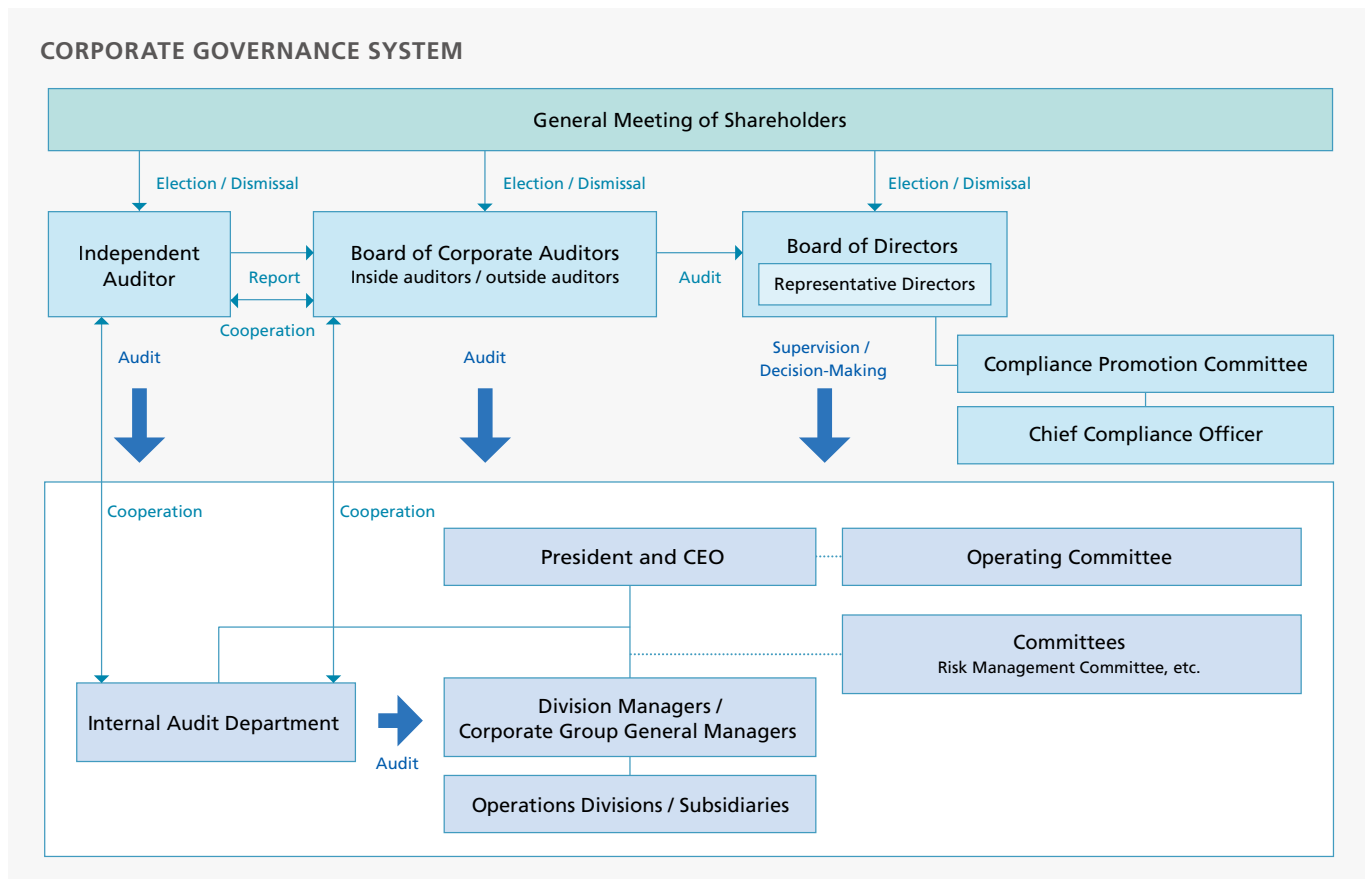 CORPORATE GOVERNANCE SYSTEM
General Meeting of Shareholders
Election / Dismissal
Election / Dismissal
Election / Dismissal
Independent
Auditor
Report
Cooperation
Board of Corporate Auditors
Inside auditors / outside auditors
Audit
Board of Directors
Representative Directors
Audit
Audit
Supervision /
Decision-Making
Compliance Promotion Committee
Chief Compliance Officer
Cooperation
Cooperation
President and CEO
Operating Committee
Committees
Risk Management Committee, etc.
Internal Audit Department
Audit
Division Managers /
Corporate Group General Managers
Operations Divisions / Subsidiaries